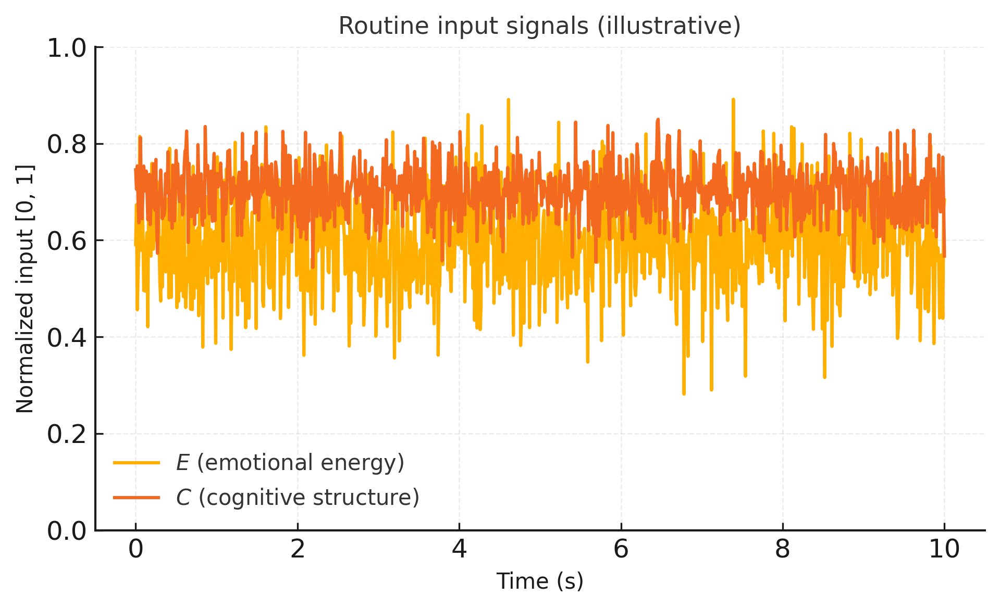 Routine input signals (illustrative)
1.0
0.8
0.6
0.4
0.2
0.0
Normalized input [0, 1]
E (emotional energy)
C (cognitive structure)
0 2 4 6 8 10
Time (s)